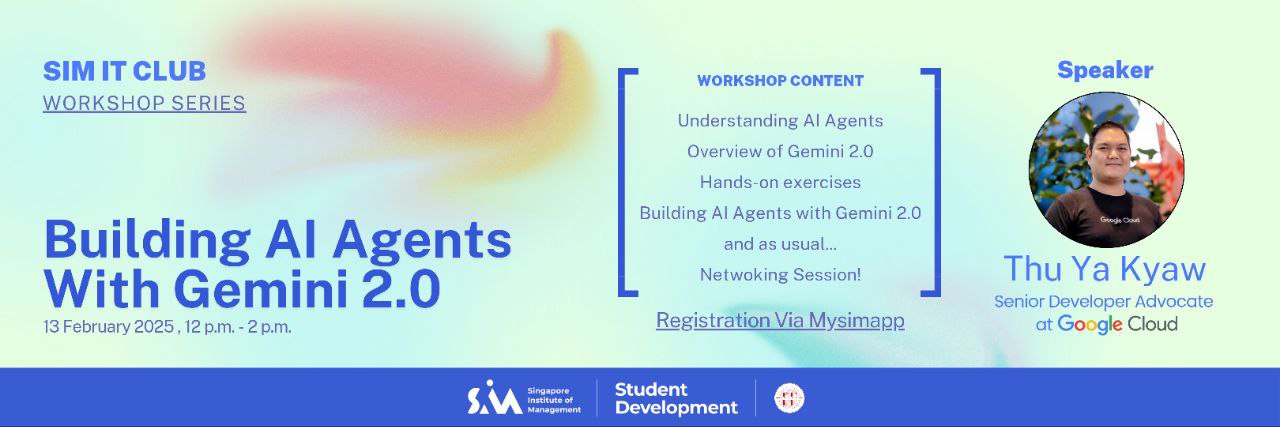 SIM IT CLUB
WORKSHOP SERIES
Building AI Agents
With Gemini 2.0
13 February 2025 , 12 p.m. - 2 p.m.
WORKSHOP CONTENT
Understanding AI Agents
Overview of Gemini 2.0
Hands-on exercises
Building AI Agents with Gemini 2.0
and as usual...
Netwoking Session!
Registration Via Mysimapp
Speaker
Google Cloud
Thu Ya Kyaw
Senior Developer Advocate
at Google Cloud
SIM
Singapore
Institute of
Management
Student
Development